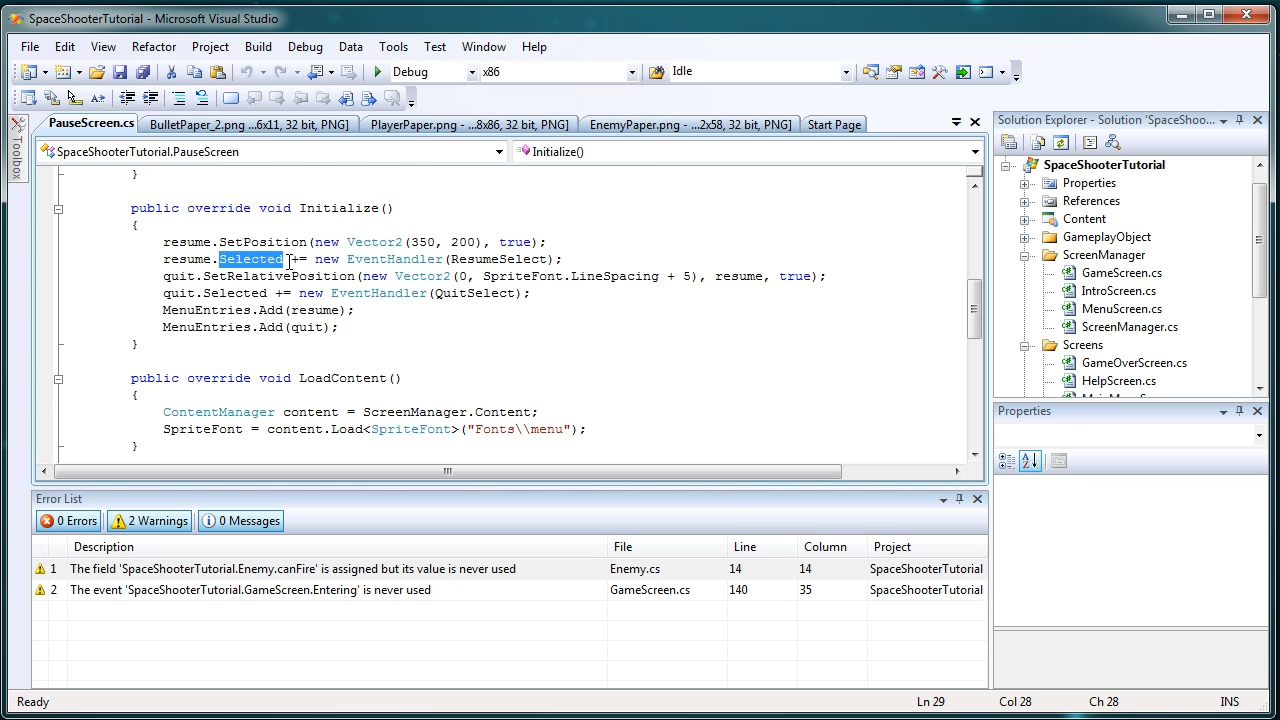 SpaceShooterTutorial - Microsoft Visual Studio
File Edit View Refactor Project Build Debug Data Tools Test Window Help
Debug x86 Idle
PauseScreen.cs BulletPaper_2.png ...6x11, 32 bit, PNG] PlayerPaper.png - ...8x86, 32 bit, PNG] EnemyPaper.png - ...2x58, 32 bit, PNG] Start Page
Toolbox
SpaceShooterTutorial.PauseScreen Initialize()
}
public override void Initialize()
{
resume.SetPosition(new Vector2(350, 200), true);
resume.Selected += new EventHandler(ResumeSelect);
quit.SetRelativePosition(new Vector2(0, SpriteFont.LineSpacing + 5), resume, true);
quit.Selected += new EventHandler(QuitSelect);
MenuEntries.Add(resume);
MenuEntries.Add(quit);
}
public override void LoadContent()
{
ContentManager content = ScreenManager.Content;
SpriteFont = content.Load<SpriteFont>("Fonts\\menu");
}
Solution Explorer - Solution 'SpaceShoo...
SpaceShooterTutorial
Properties
References
Content
GameplayObject
ScreenManager
GameScreen.cs
IntroScreen.cs
MenuScreen.cs
ScreenManager.cs
Screens
GameOverScreen.cs
HelpScreen.cs
Properties
Error List
0 Errors 2 Warnings 0 Messages
Description File Line Column Project
1 The field 'SpaceShooterTutorial.Enemy.canFire' is assigned but its value is never used Enemy.cs 14 14 SpaceShooterTutorial
2 The event 'SpaceShooterTutorial.GameScreen.Entering' is never used GameScreen.cs 140 35 SpaceShooterTutorial
Ready Ln 29 Col 28 Ch 28 INS